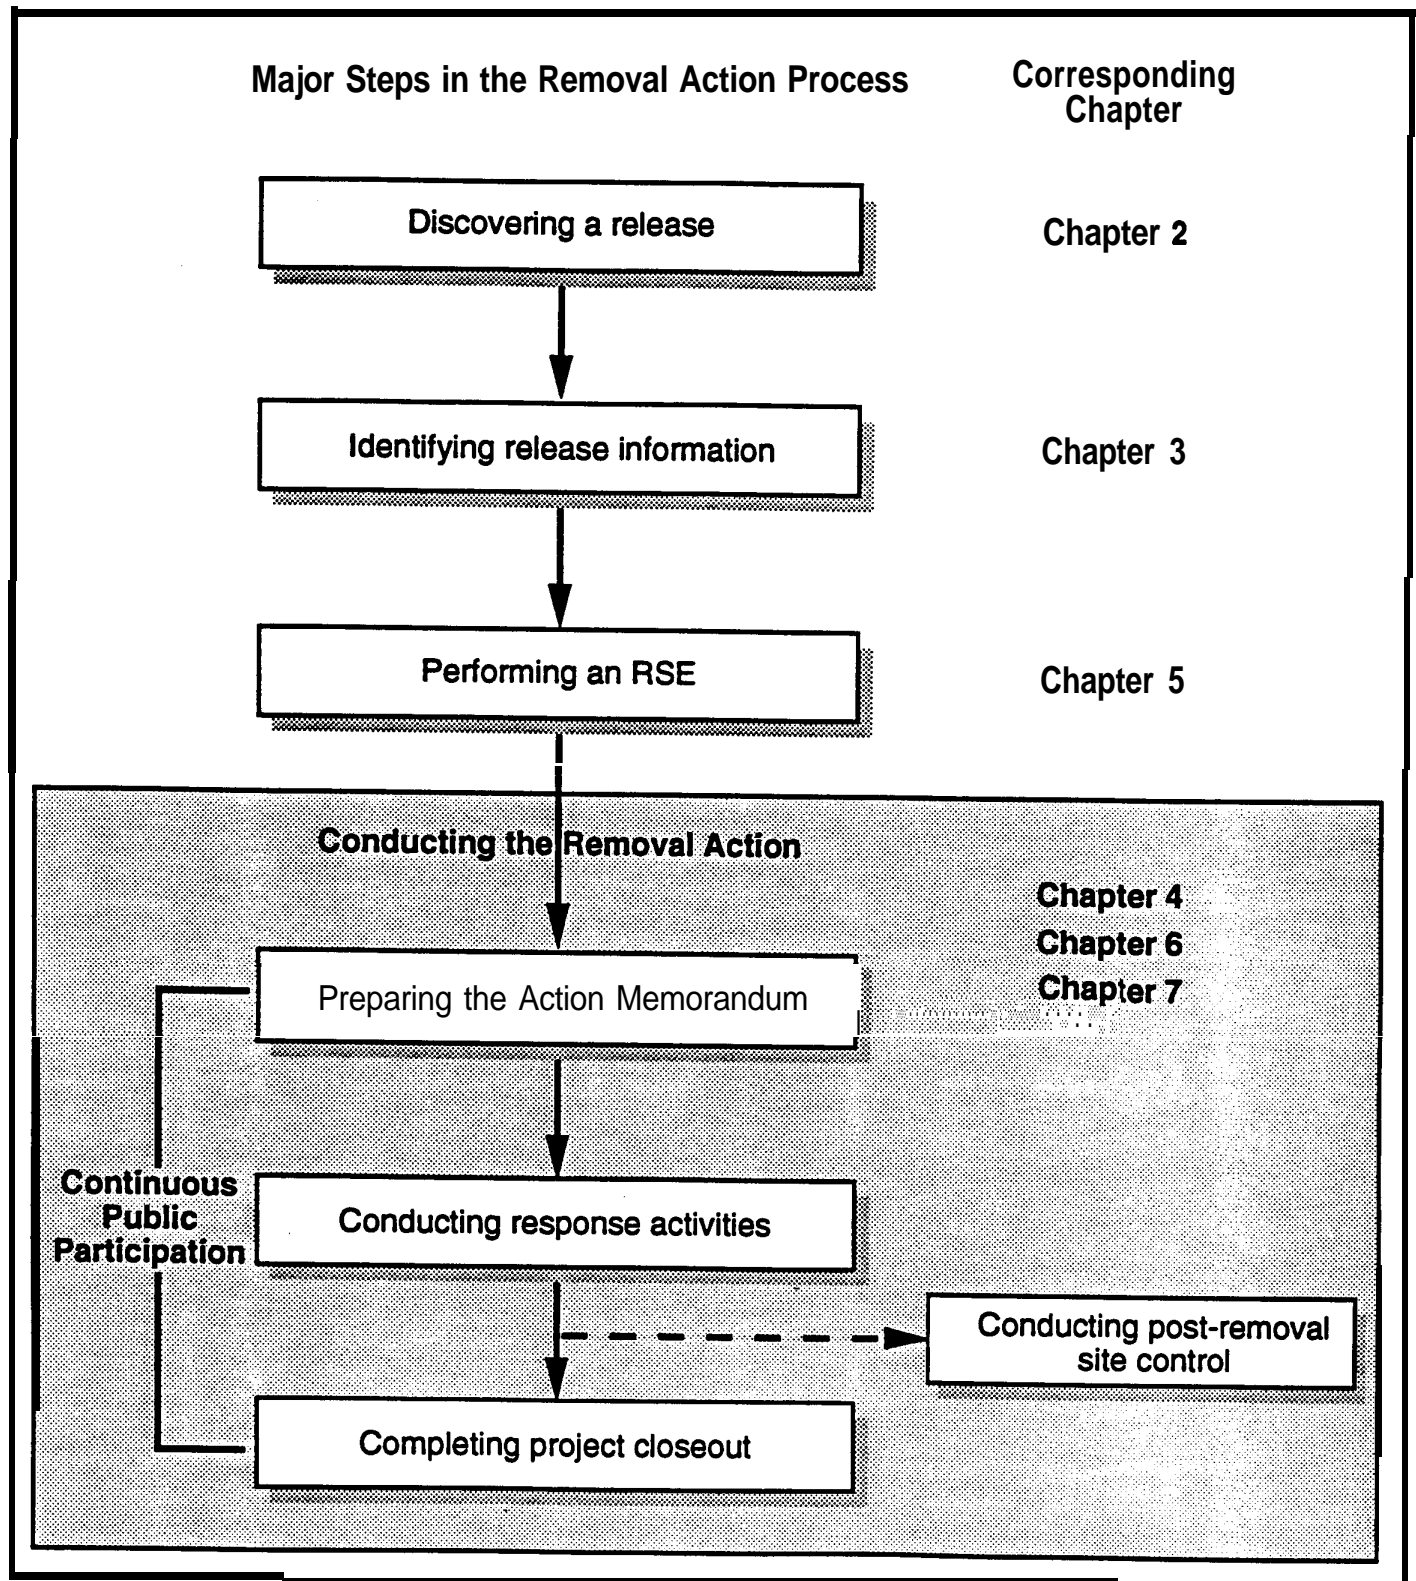 Major Steps in the Removal Action Process
Corresponding
Chapter
Discovering a release
Chapter 2
Identifying release information
Chapter 3
Performing an RSE
Chapter 5
Conducting the Removal Action
Chapter 4
Chapter 6
Chapter 7
Preparing the Action Memorandum
Continuous
Public
Participation
Conducting response activities
Conducting post-removal
site control
Completing project closeout